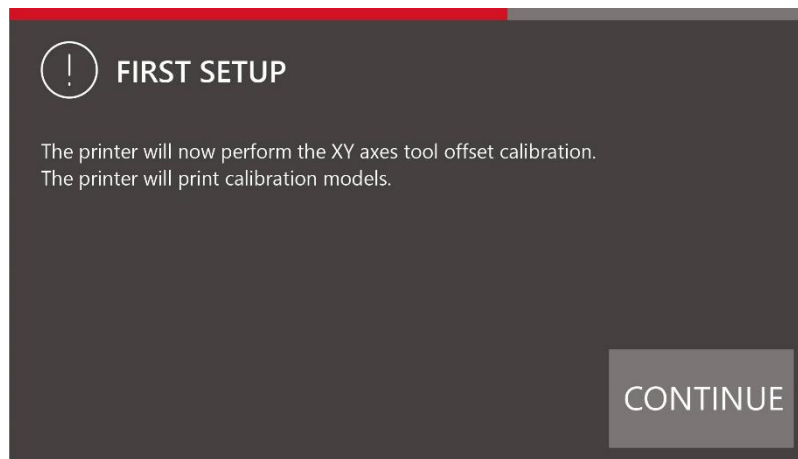 FIRST SETUP
The printer will now perform the XY axes tool offset calibration.
The printer will print calibration models.
CONTINUE